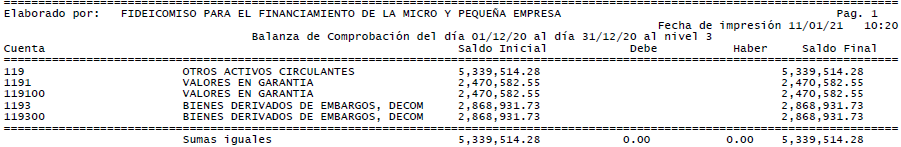 Elaborado por:   FIDEICOMISO PARA EL FINANCIAMIENTO DE LA MICRO Y PEQUEÑA EMPRESA   Pag. 1
Fecha de impresión 11/01/21   10:20
Balanza de Comprobación del día 01/12/20 al día 31/12/20 al nivel 3
Cuenta   Saldo Inicial   Debe   Haber   Saldo Final
119   OTROS ACTIVOS CIRCULANTES   5,339,514.28   5,339,514.28
1191   VALORES EN GARANTIA   2,470,582.55   2,470,582.55
119100   VALORES EN GARANTIA   2,470,582.55   2,470,582.55
1193   BIENES DERIVADOS DE EMBARGOS, DECOM   2,868,931.73   2,868,931.73
119300   BIENES DERIVADOS DE EMBARGOS, DECOM   2,868,931.73   2,868,931.73
Sumas iguales   5,339,514.28   0.00   0.00   5,339,514.28